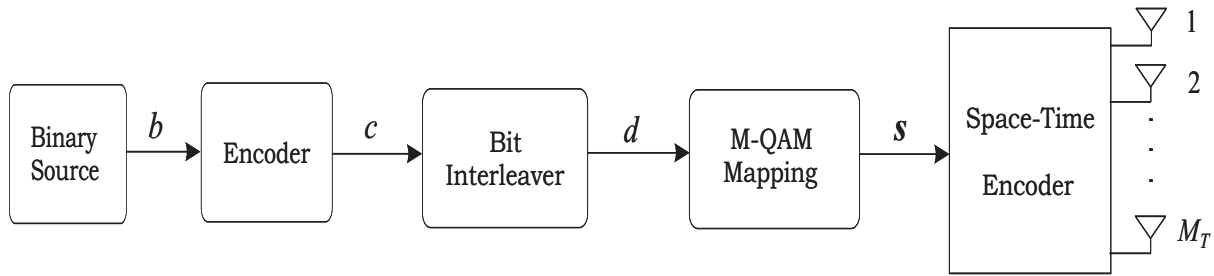 Binary
Source
b
Encoder
c
Bit
Interleaver
d
M-QAM
Mapping
s
Space-Time
Encoder
1
2
M_T